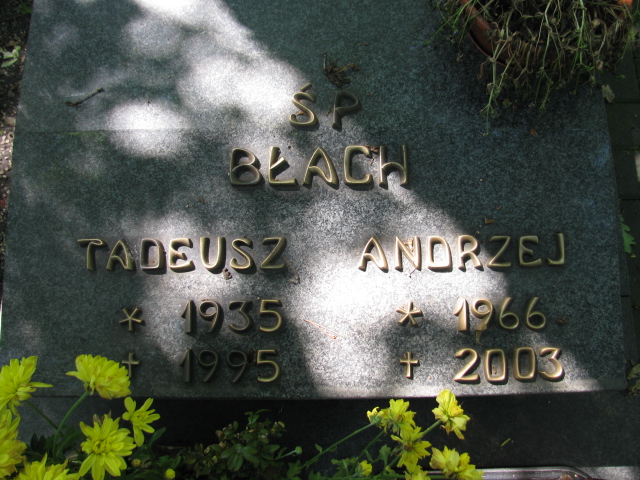 ŚP
BŁACH
TADEUSZ ANDRZEJ
* 1935 * 1966
+ 1995 + 2003